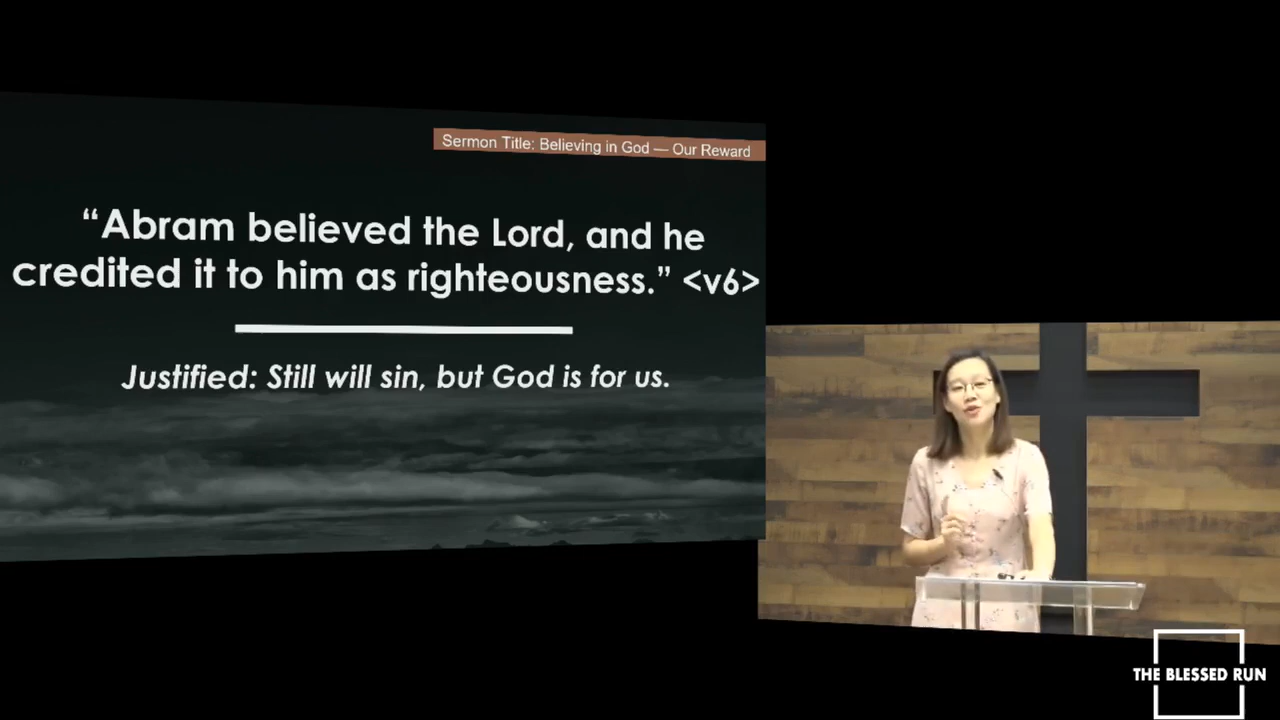 Sermon Title: Believing in God — Our Reward
“Abram believed the Lord, and he
credited it to him as righteousness.” <v6>
Justified: Still will sin, but God is for us.
THE BLESSED RUN